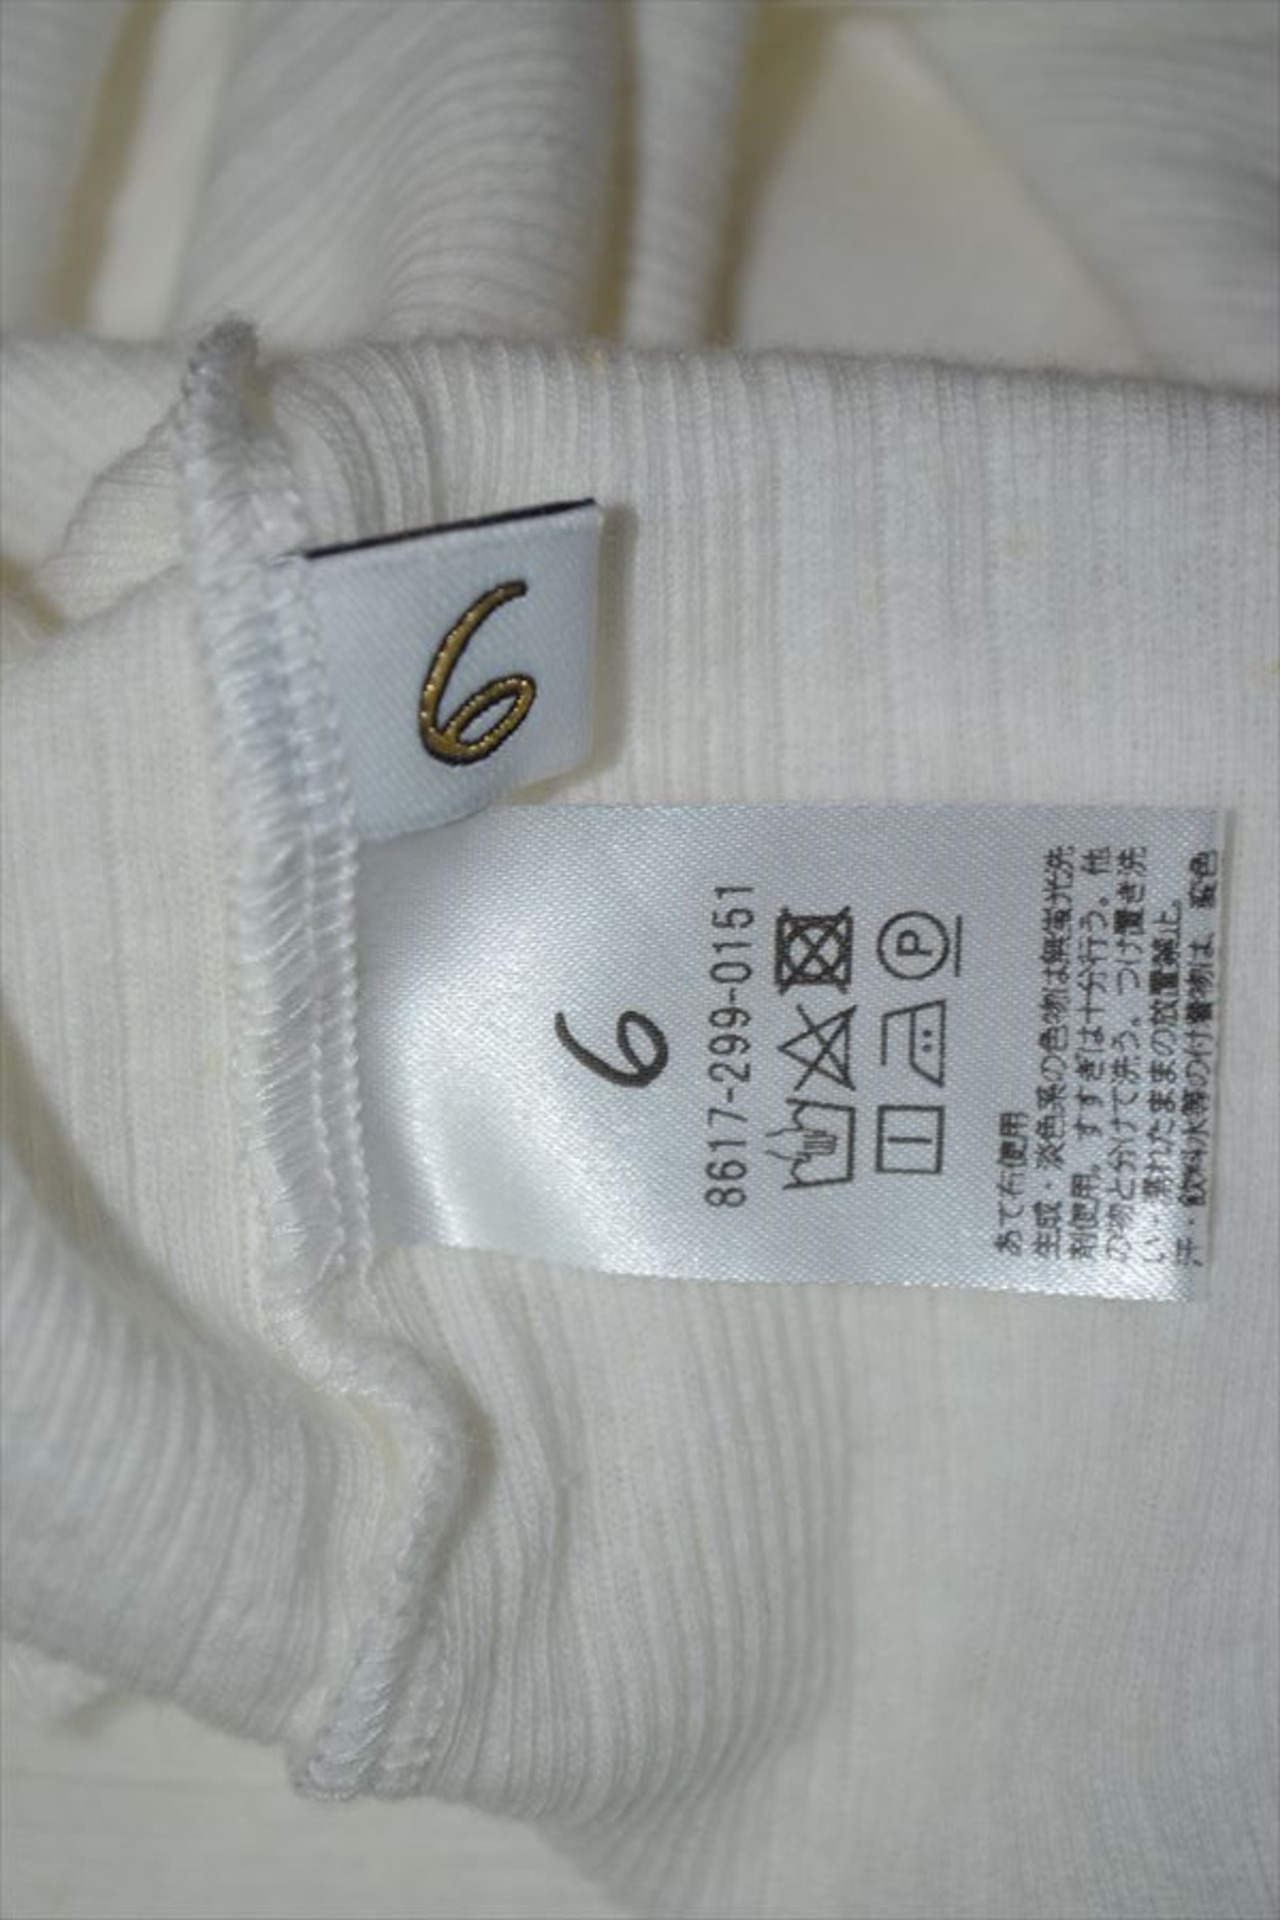 6
6
8617-299-0151
P
あて布使用
生成・淡色系の色物は無蛍光洗
剤使用。すすぎは十分行う。他
の物と分けて洗う。つけ置き洗
い・濡れたままの放置禁止。
汗・飲料水等の付着物は、変色